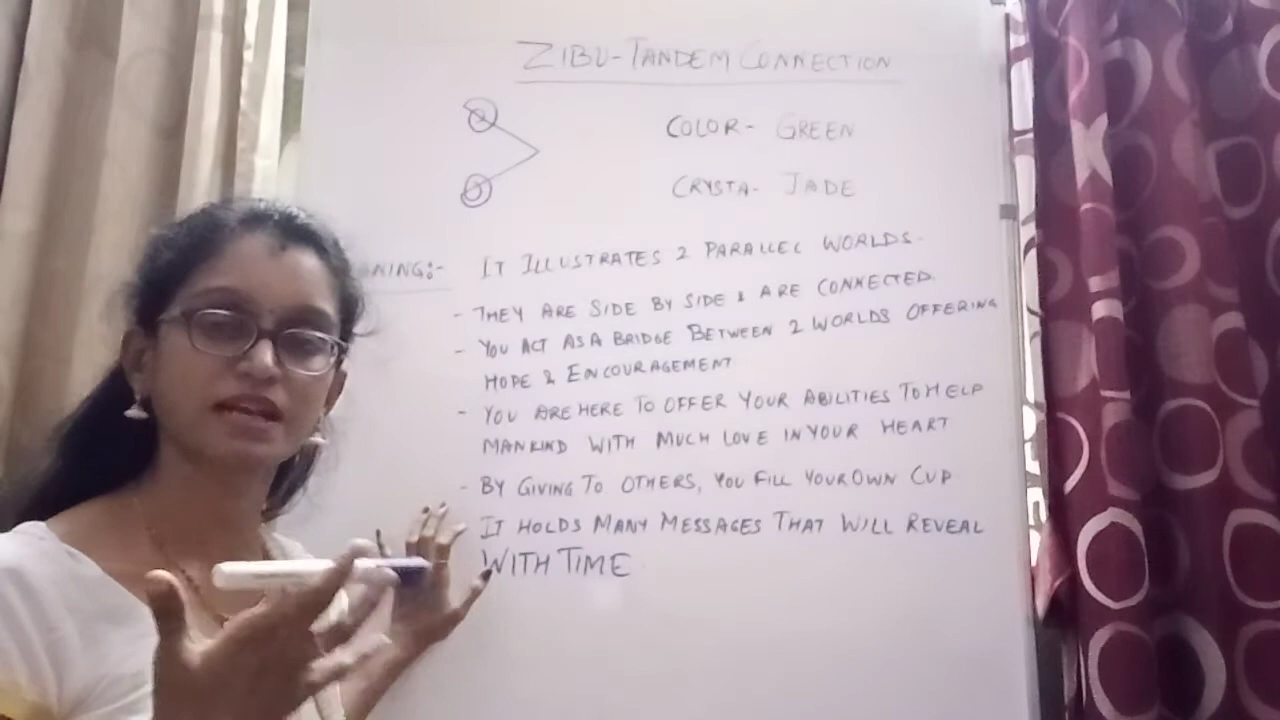 ZIBU-TANDEM CONNECTION
COLOR- GREEN
CRYSTA- JADE
ANING:- IT ILLUSTRATES 2 PARALLEL WORLDS.
- THEY ARE SIDE BY SIDE & ARE CONNECTED.
- YOU ACT AS A BRIDGE BETWEEN 2 WORLDS OFFERING
HOPE & ENCOURAGEMENT
- YOU ARE HERE TO OFFER YOUR ABILITIES TO HELP
MANKIND WITH MUCH LOVE IN YOUR HEART
- BY GIVING TO OTHERS, YOU FILL YOUR OWN CUP
IT HOLDS MANY MESSAGES THAT WILL REVEAL
WITH TIME